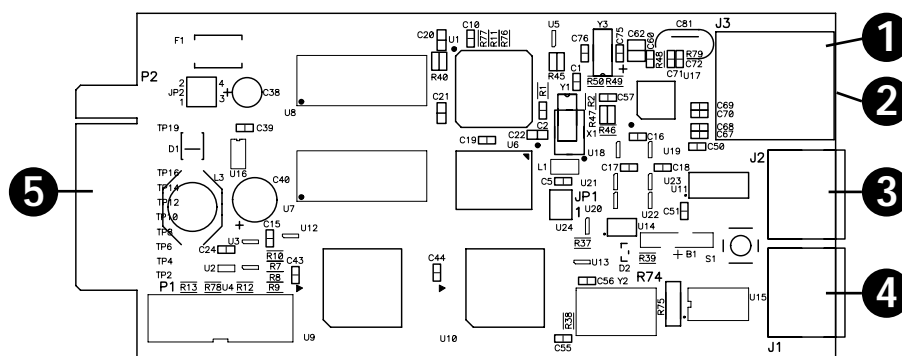 C10
U5
Y3
C81
J3
C20
U1
R77
R11
R76
C76
C75
C62
C60
R48
R79
C72
C71
U17
1
F1
P2
R40
R45
C1
R50
R49
JP2
2
1
4
3
C38
U8
C21
R1
Y1
R2
C57
R47
R46
C69
C70
C68
C67
2
TP19
D1
C39
U16
C19
U6
C22
C2
X1
U18
C16
U19
C50
J2
TP16
TP14
TP12
TP10
TP8
TP6
TP4
TP2
L3
C40
U7
L1
C5
U21
C17
C18
U23
U11
JP1
1
U20
U22
C51
U24
U14
3
5
C15
U12
U3
C24
U2
R10
R7
R8
R9
C43
C44
R37
U13
D2
R39
B1
S1
P1
R13
R78
U4
R12
C56
Y2
R74
R75
U15
4
U9
U10
R38
C55
J1